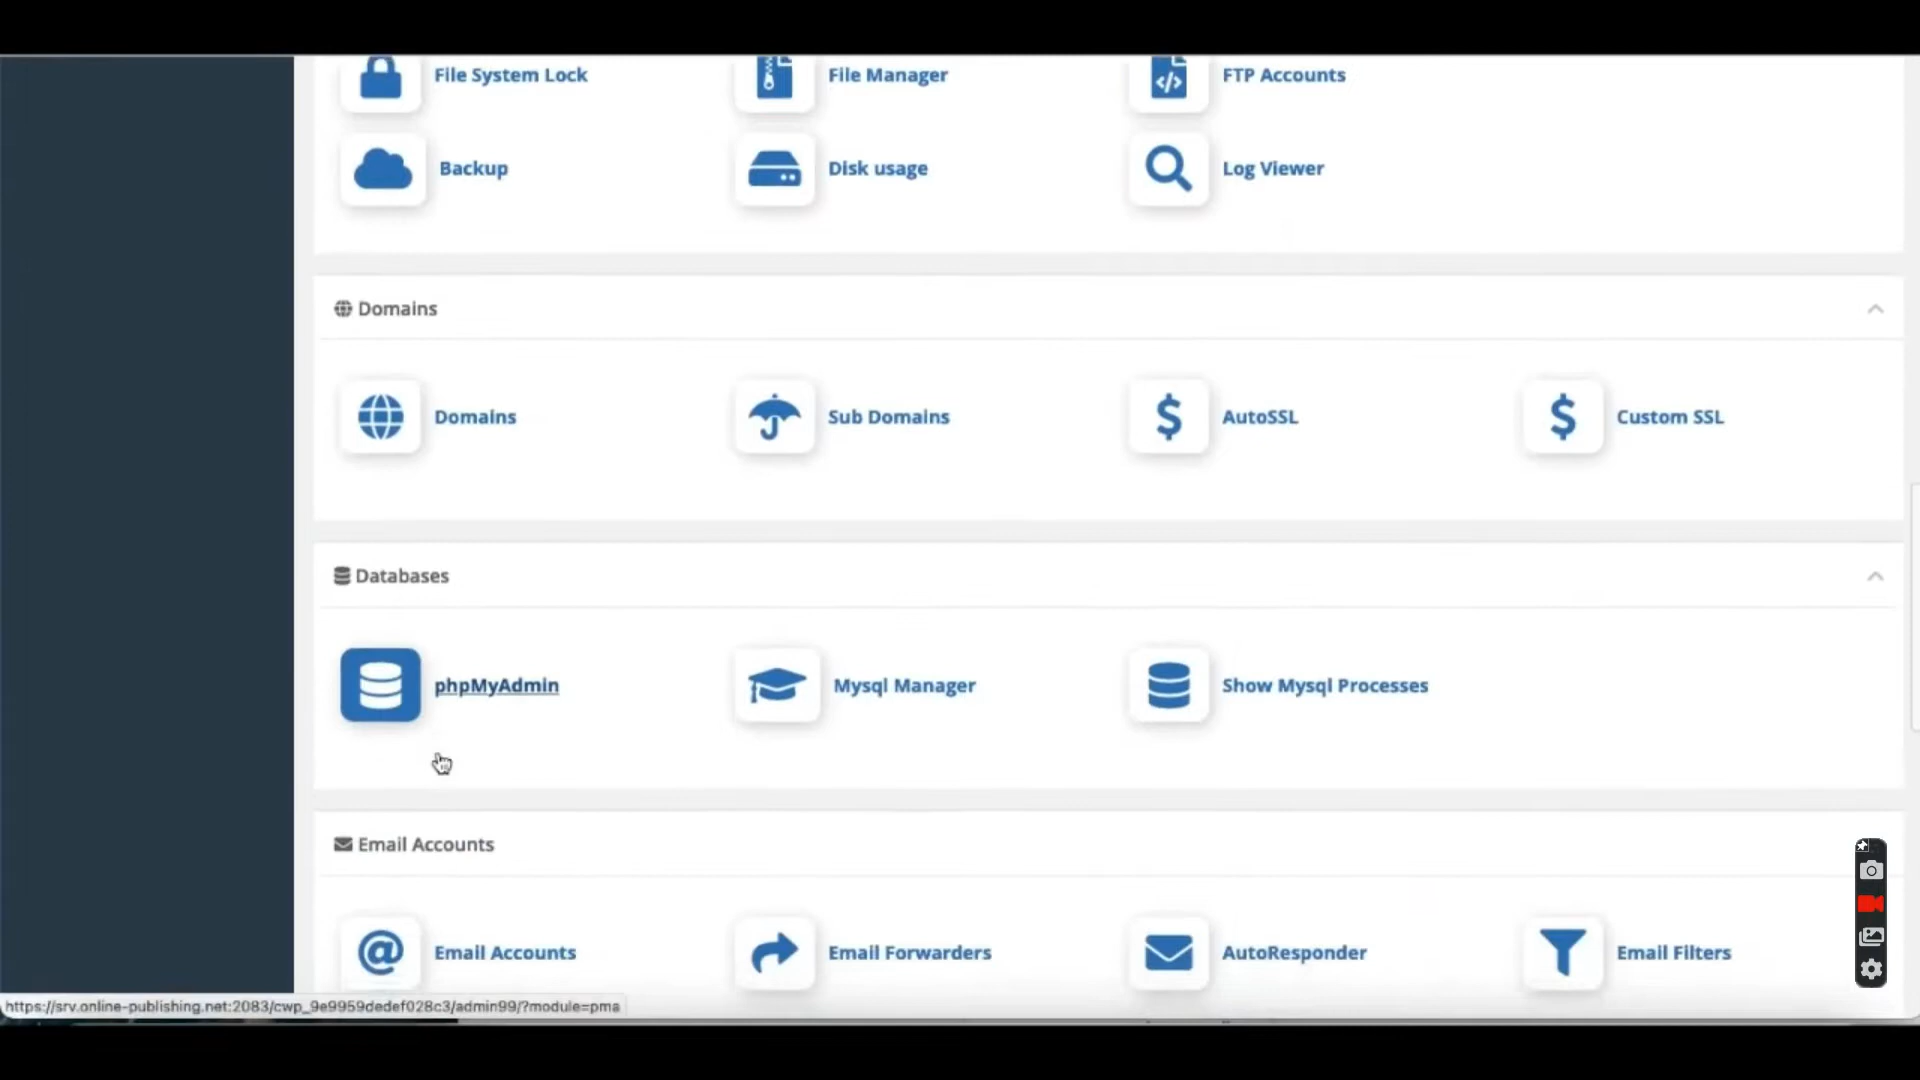 File System Lock
File Manager
FTP Accounts
Backup
Disk usage
Log Viewer
Domains
Domains
Sub Domains
AutoSSL
Custom SSL
Databases
phpMyAdmin
Mysql Manager
Show Mysql Processes
Email Accounts
Email Accounts
Email Forwarders
AutoResponder
Email Filters
https://srv.online-publishing.net:2083/cwp_9e9959dedef028c3/admin99/?module=pma